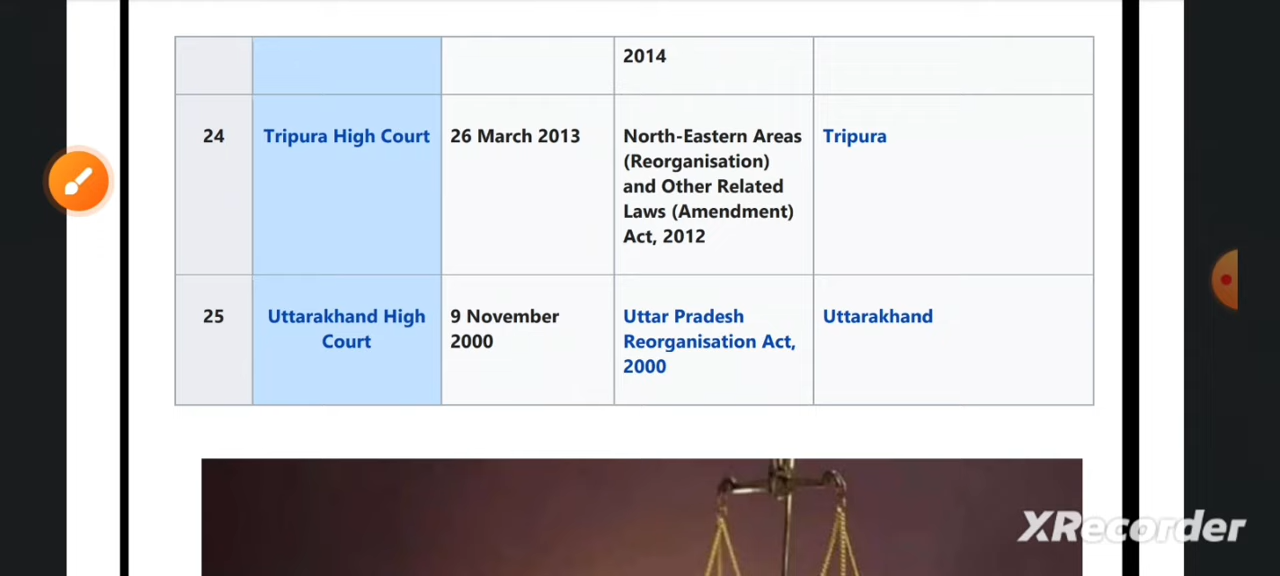 2014
24
Tripura High Court
26 March 2013
North-Eastern Areas
(Reorganisation)
and Other Related
Laws (Amendment)
Act, 2012
Tripura
25
Uttarakhand High
Court
9 November
2000
Uttar Pradesh
Reorganisation Act,
2000
Uttarakhand
XRecorder